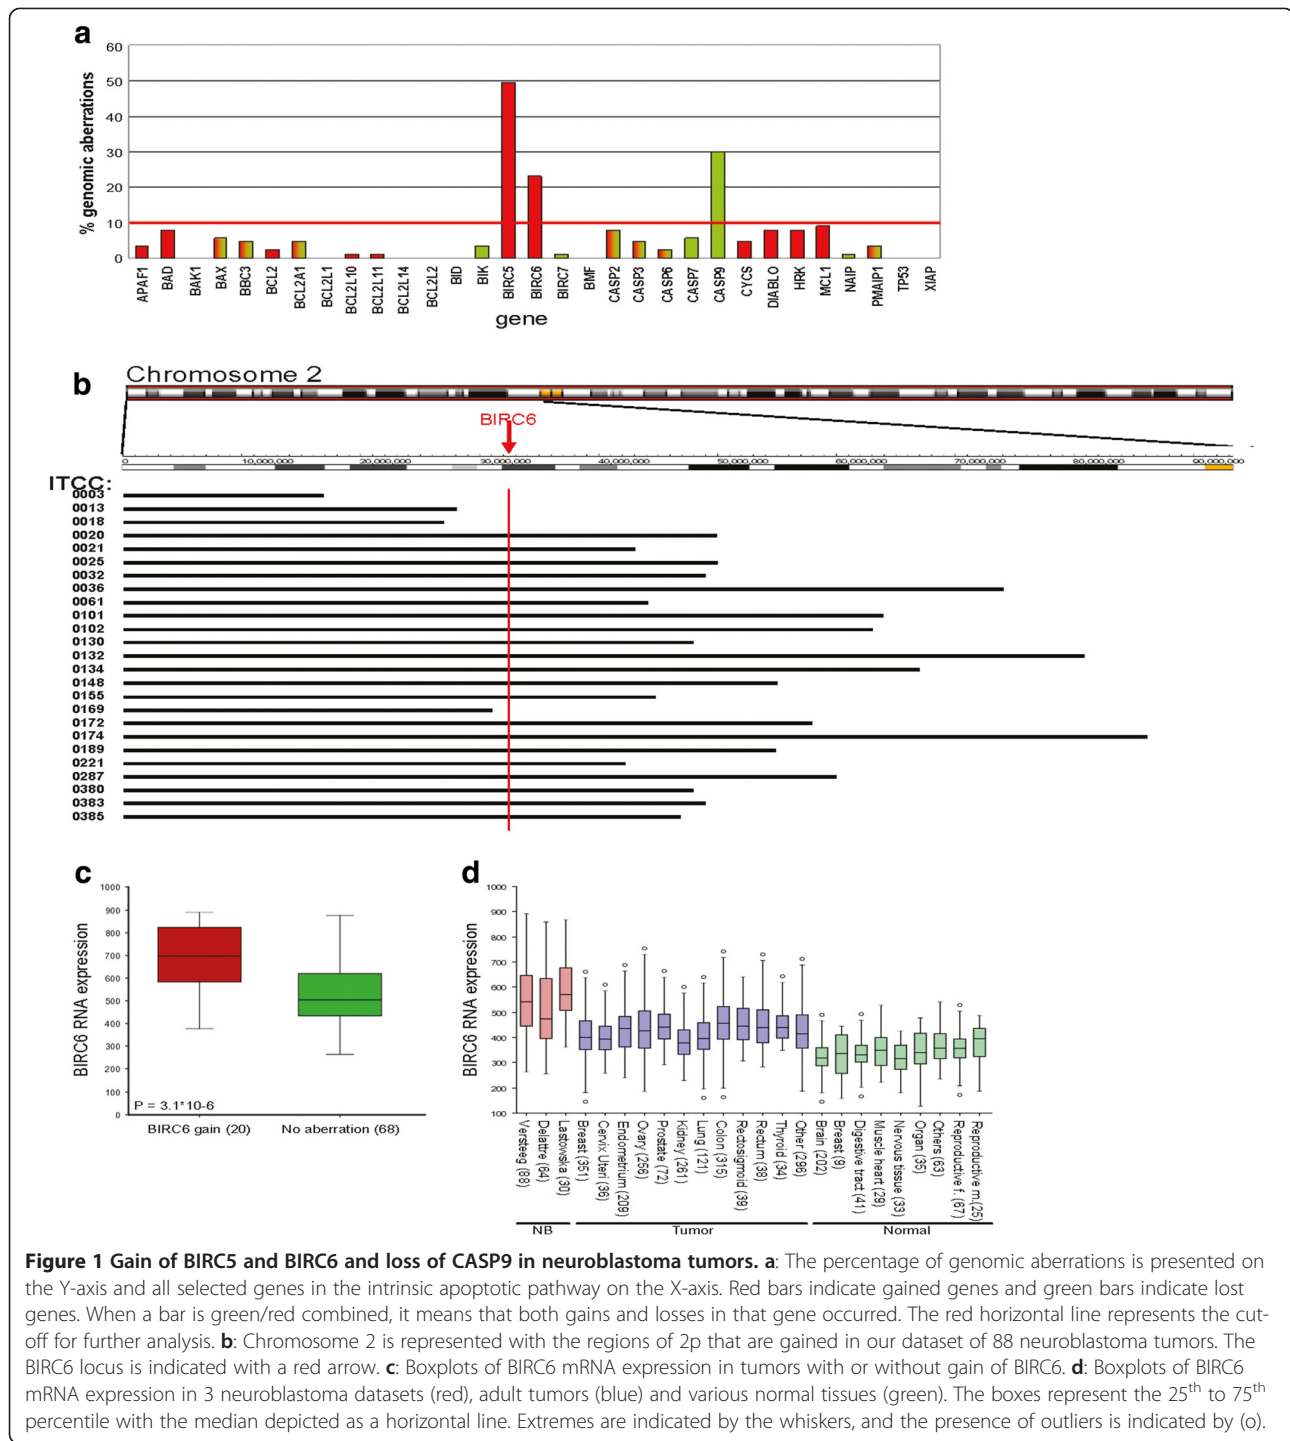 a
60
50
40
30
20
10
0
% genomic aberrations
APAF1
BAD
BAK1
BAX
BBC3
BCL2
BCL2A1
BCL2L1
BCL2L10
BCL2L11
BCL2L14
BCL2L2
BID
BIK
BIRC5
BIRC6
BIRC7
BMF
CASP2
CASP3
CASP6
CASP7
CASP9
CYCS
DIABLO
HRK
MCL1
NAIP
PMAIP1
TP53
XIAP
gene
b
Chromosome 2
BIRC6
0 10,000,000 20,000,000 30,000,000 40,000,000 50,000,000 60,000,000 70,000,000 80,000,000 90,000,000
ITCC:
0003
0013
0018
0020
0021
0025
0032
0036
0061
0101
0102
0130
0132
0134
0148
0155
0169
0172
0174
0189
0221
0287
0380
0383
0385
c
1000
900
800
700
600
500
400
300
200
100
0
BIRC6 RNA expression
P = 3.1*10-6
BIRC6 gain (20) No aberration (68)
d
1000
900
800
700
600
500
400
300
200
100
BIRC6 RNA expression
Versteeg (88)
Delattre (64)
Lastowska (30)
Breast (351)
Cervix Uteri (36)
Endometrium (209)
Ovary (256)
Prostate (72)
Kidney (261)
Lung (121)
Colon (315)
Rectosigmoid (39)
Rectum (38)
Thyroid (34)
Other (296)
Brain (202)
Breast (9)
Digestive tract (41)
Muscle heart (29)
Nervous tissue (33)
Organ (35)
Others (63)
Reproductive f. (67)
Reproductive m.(25)
NB Tumor Normal
Figure 1 Gain of BIRC5 and BIRC6 and loss of CASP9 in neuroblastoma tumors. a: The percentage of genomic aberrations is presented on
the Y-axis and all selected genes in the intrinsic apoptotic pathway on the X-axis. Red bars indicate gained genes and green bars indicate lost
genes. When a bar is green/red combined, it means that both gains and losses in that gene occurred. The red horizontal line represents the cut-
off for further analysis. b: Chromosome 2 is represented with the regions of 2p that are gained in our dataset of 88 neuroblastoma tumors. The
BIRC6 locus is indicated with a red arrow. c: Boxplots of BIRC6 mRNA expression in tumors with or without gain of BIRC6. d: Boxplots of BIRC6
mRNA expression in 3 neuroblastoma datasets (red), adult tumors (blue) and various normal tissues (green). The boxes represent the 25th to 75th
percentile with the median depicted as a horizontal line. Extremes are indicated by the whiskers, and the presence of outliers is indicated by (o).